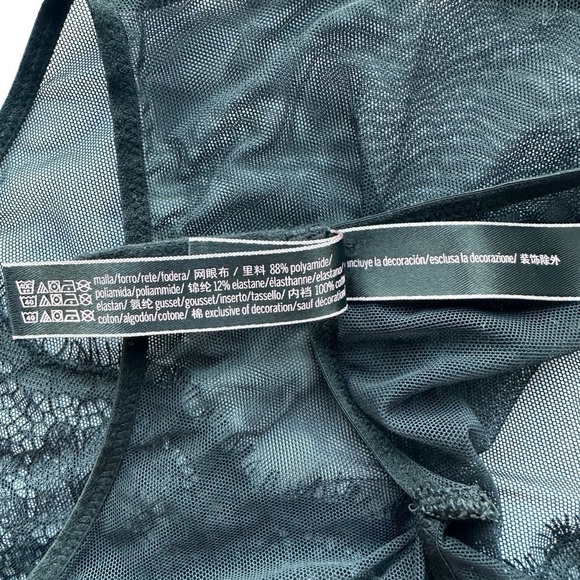 malla/forro/rete/fodera/ 网眼布 / 里料 88% polyamide/
poliamida/poliammide/ 锦纶 12% elastane/élasthanne/elastano/
elastan/ 氨纶 gusset/gousset/inserto/tassello/ 内裆 100%
coton/algodón/cotone/ 棉 exclusive of decoration/sauf décoration/
incluye la decoración/esclusa la decorazione/ 装饰除外